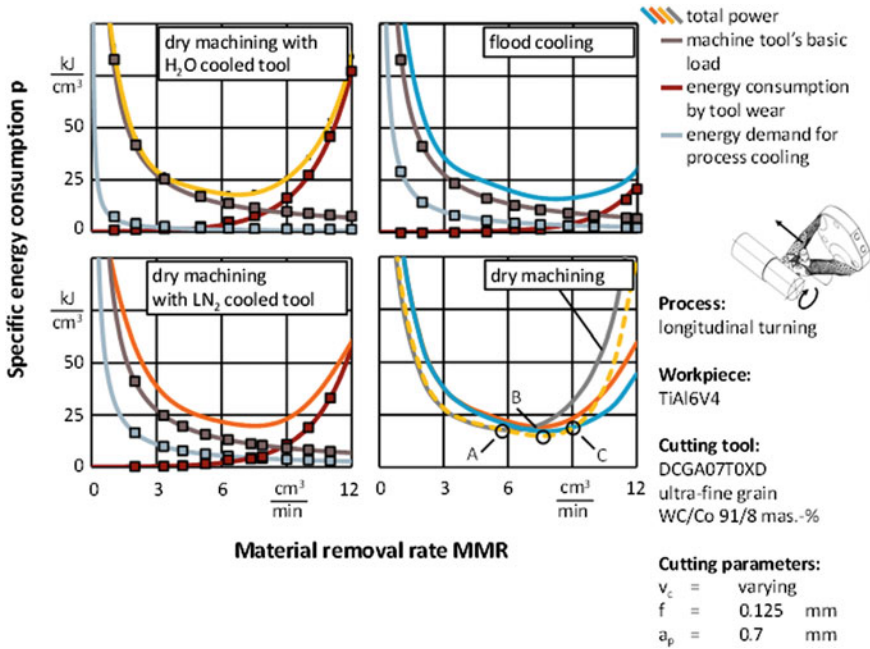 Specific energy consumption p
kJ
cm³
50
25
0
dry machining with
H₂O cooled tool
flood cooling
total power
machine tool's basic
load
energy consumption
by tool wear
energy demand for
process cooling
kJ
cm³
50
25
0
dry machining
with LN₂ cooled tool
dry machining
A
B
C
0
3
6
cm³
min
12
0
3
6
cm³
min
12
Material removal rate MMR
Process:
longitudinal turning
Workpiece:
TiAl6V4
Cutting tool:
DCGA07T0XD
ultra-fine grain
WC/Co 91/8 mas.-%
Cutting parameters:
v_c = varying
f = 0.125 mm
a_p = 0.7 mm